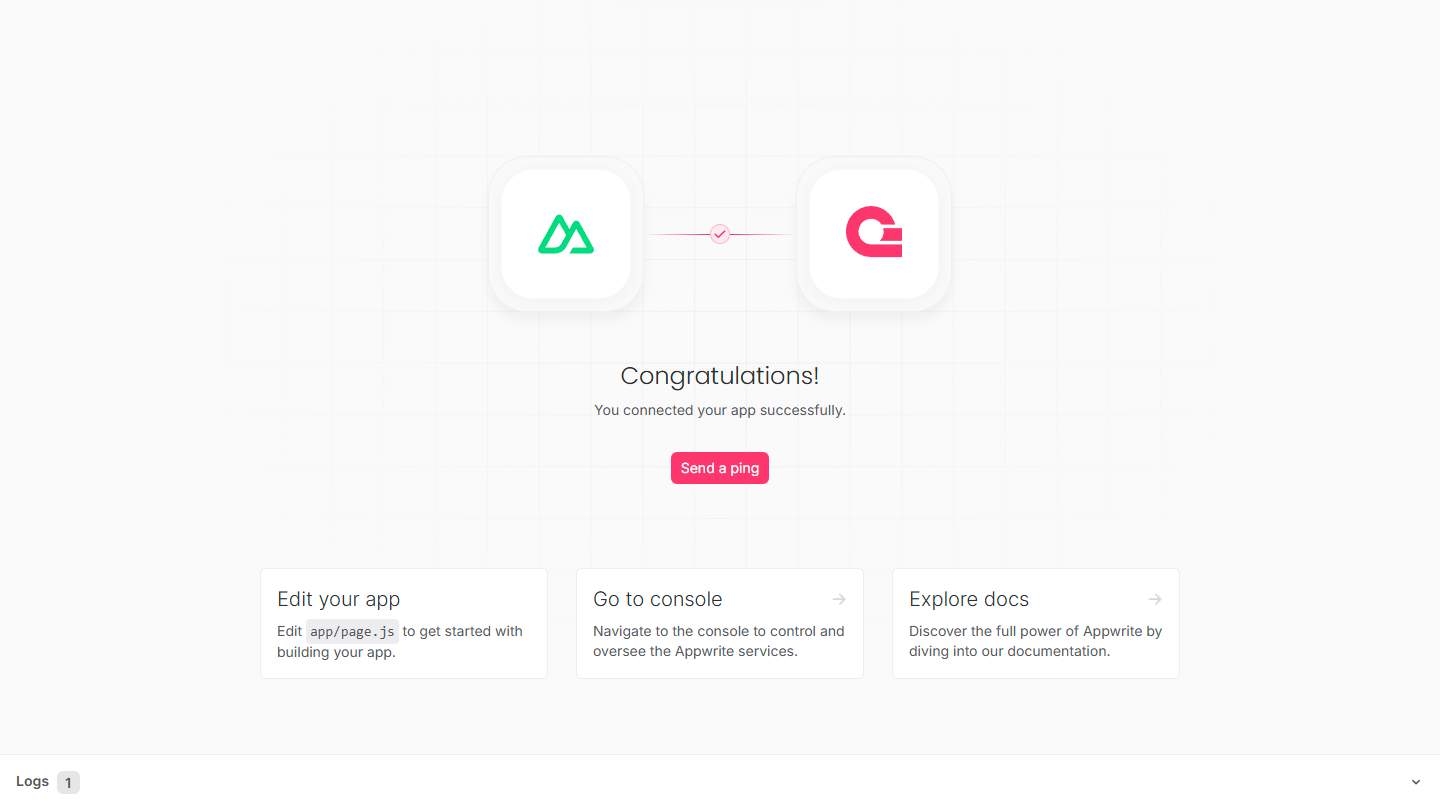 Congratulations!
You connected your app successfully.
Send a ping
Edit your app
Edit app/page.js to get started with
building your app.
Go to console
Navigate to the console to control and
oversee the Appwrite services.
Explore docs
Discover the full power of Appwrite by
diving into our documentation.
Logs 1